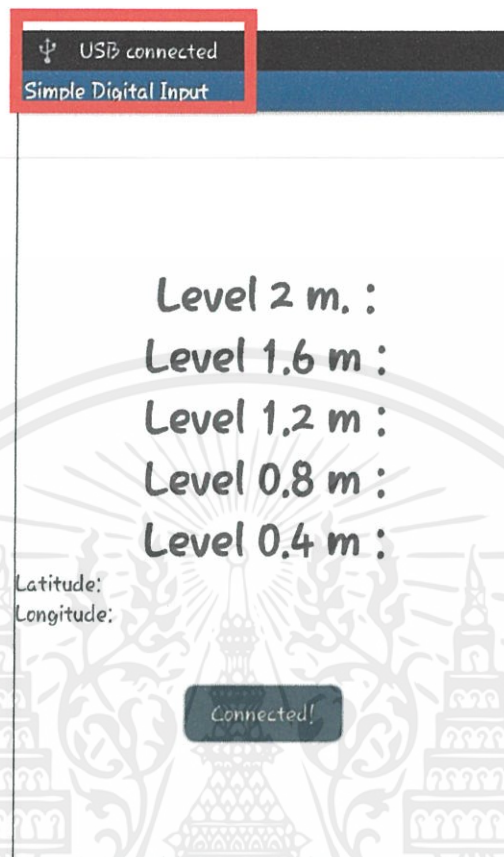 USB connected
Simple Digital Input
Level 2 m. :
Level 1.6 m :
Level 1.2 m :
Level 0.8 m :
Level 0.4 m :
Latitude:
Longitude:
Connected!